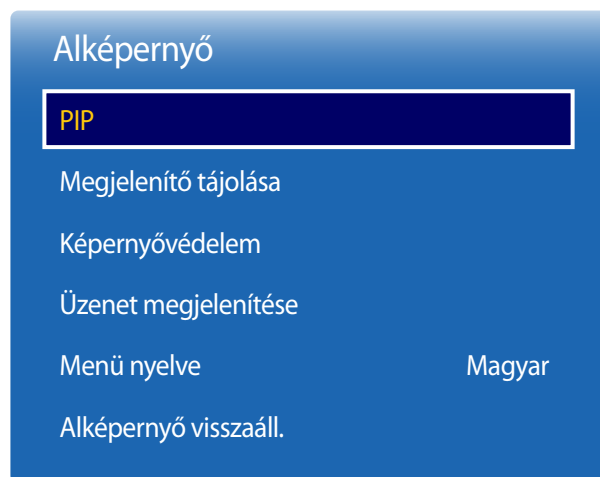 Alképernyő
PIP
Megjelenítő tájolása
Képernyővédelem
Üzenet megjelenítése
Menü nyelve Magyar
Alképernyő visszaáll.